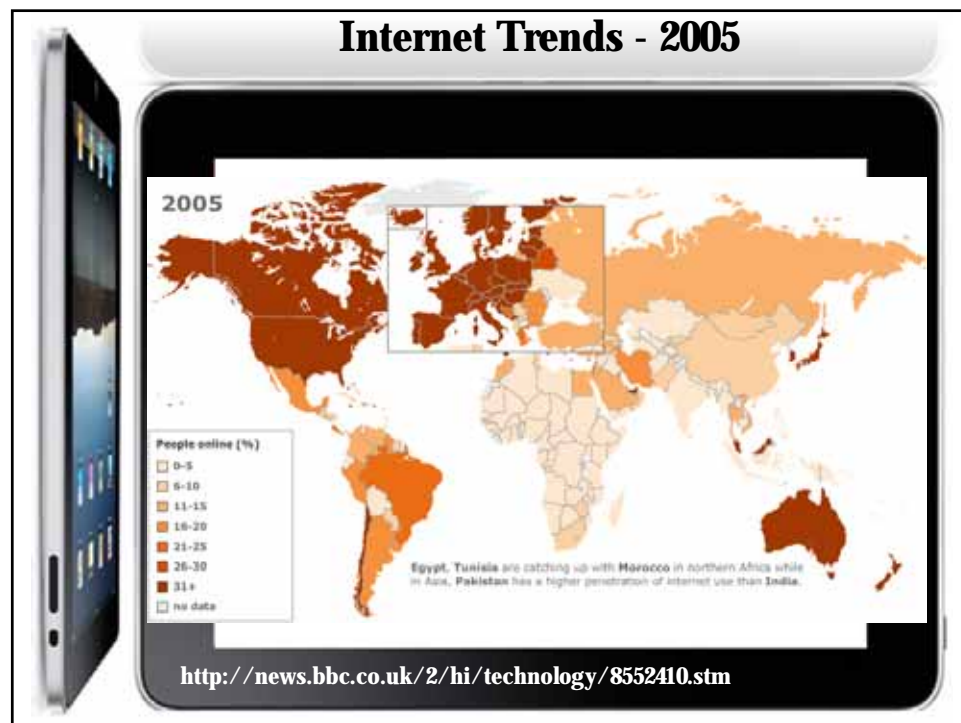 Internet Trends - 2005
2005
People online (%)
0-5
6-10
11-15
16-20
21-25
26-30
31+
no data
Egypt, Tunisia are catching up with Morocco in northern Africa while
in Asia, Pakistan has a higher penetration of internet use than India.
http://news.bbc.co.uk/2/hi/technology/8552410.stm